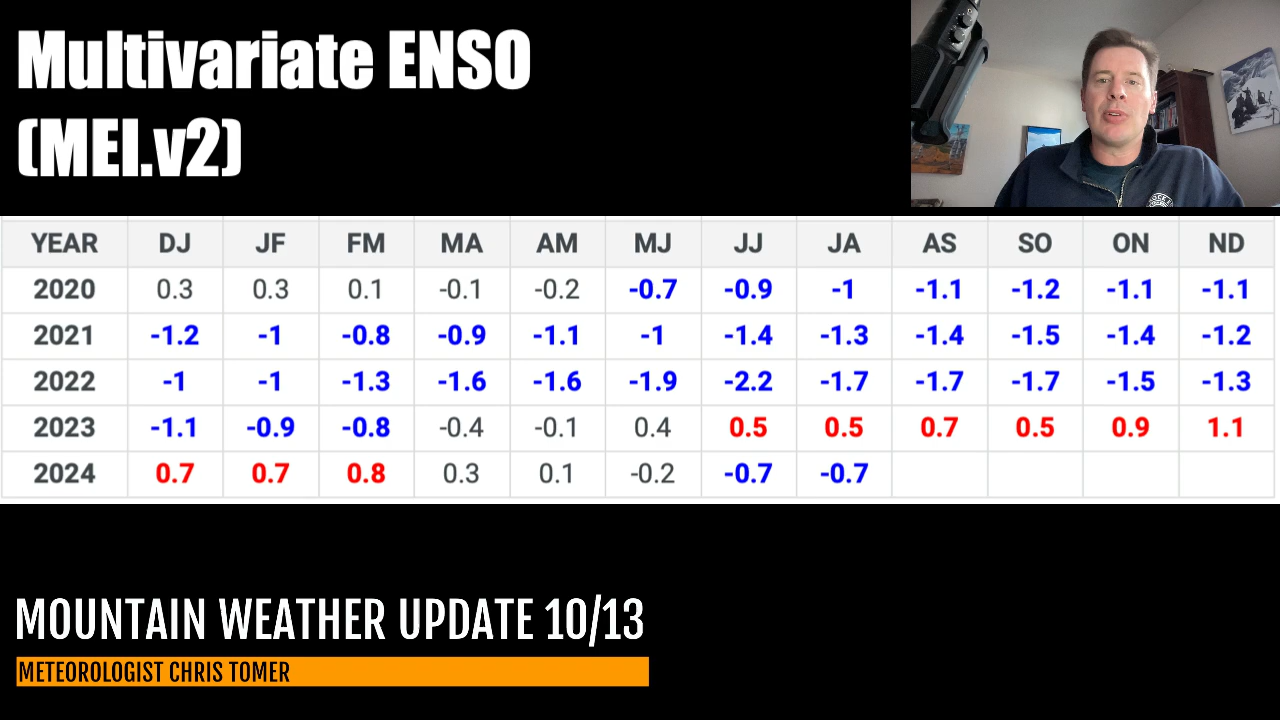 Multivariate ENSO
(MEI.v2)
YEAR DJ JF FM MA AM MJ JJ JA AS SO ON ND
2020 0.3 0.3 0.1 -0.1 -0.2 -0.7 -0.9 -1 -1.1 -1.2 -1.1 -1.1
2021 -1.2 -1 -0.8 -0.9 -1.1 -1 -1.4 -1.3 -1.4 -1.5 -1.4 -1.2
2022 -1 -1 -1.3 -1.6 -1.6 -1.9 -2.2 -1.7 -1.7 -1.7 -1.5 -1.3
2023 -1.1 -0.9 -0.8 -0.4 -0.1 0.4 0.5 0.5 0.7 0.5 0.9 1.1
2024 0.7 0.7 0.8 0.3 0.1 -0.2 -0.7 -0.7
MOUNTAIN WEATHER UPDATE 10/13
METEOROLOGIST CHRIS TOMER